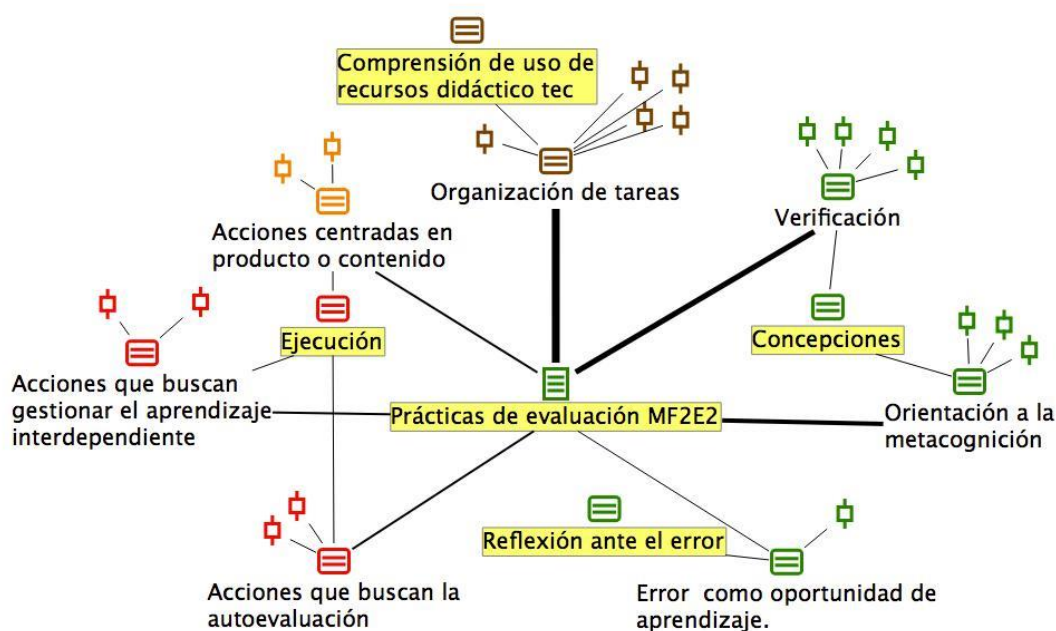 Comprensión de uso de
recursos didáctico tec
Organización de tareas
Verificación
Acciones centradas en
producto o contenido
Ejecución
Concepciones
Acciones que buscan
gestionar el aprendizaje
interdependiente
Prácticas de evaluación MF2E2
Orientación a la
metacognición
Reflexión ante el error
Acciones que buscan la
autoevaluación
Error como oportunidad de
aprendizaje.